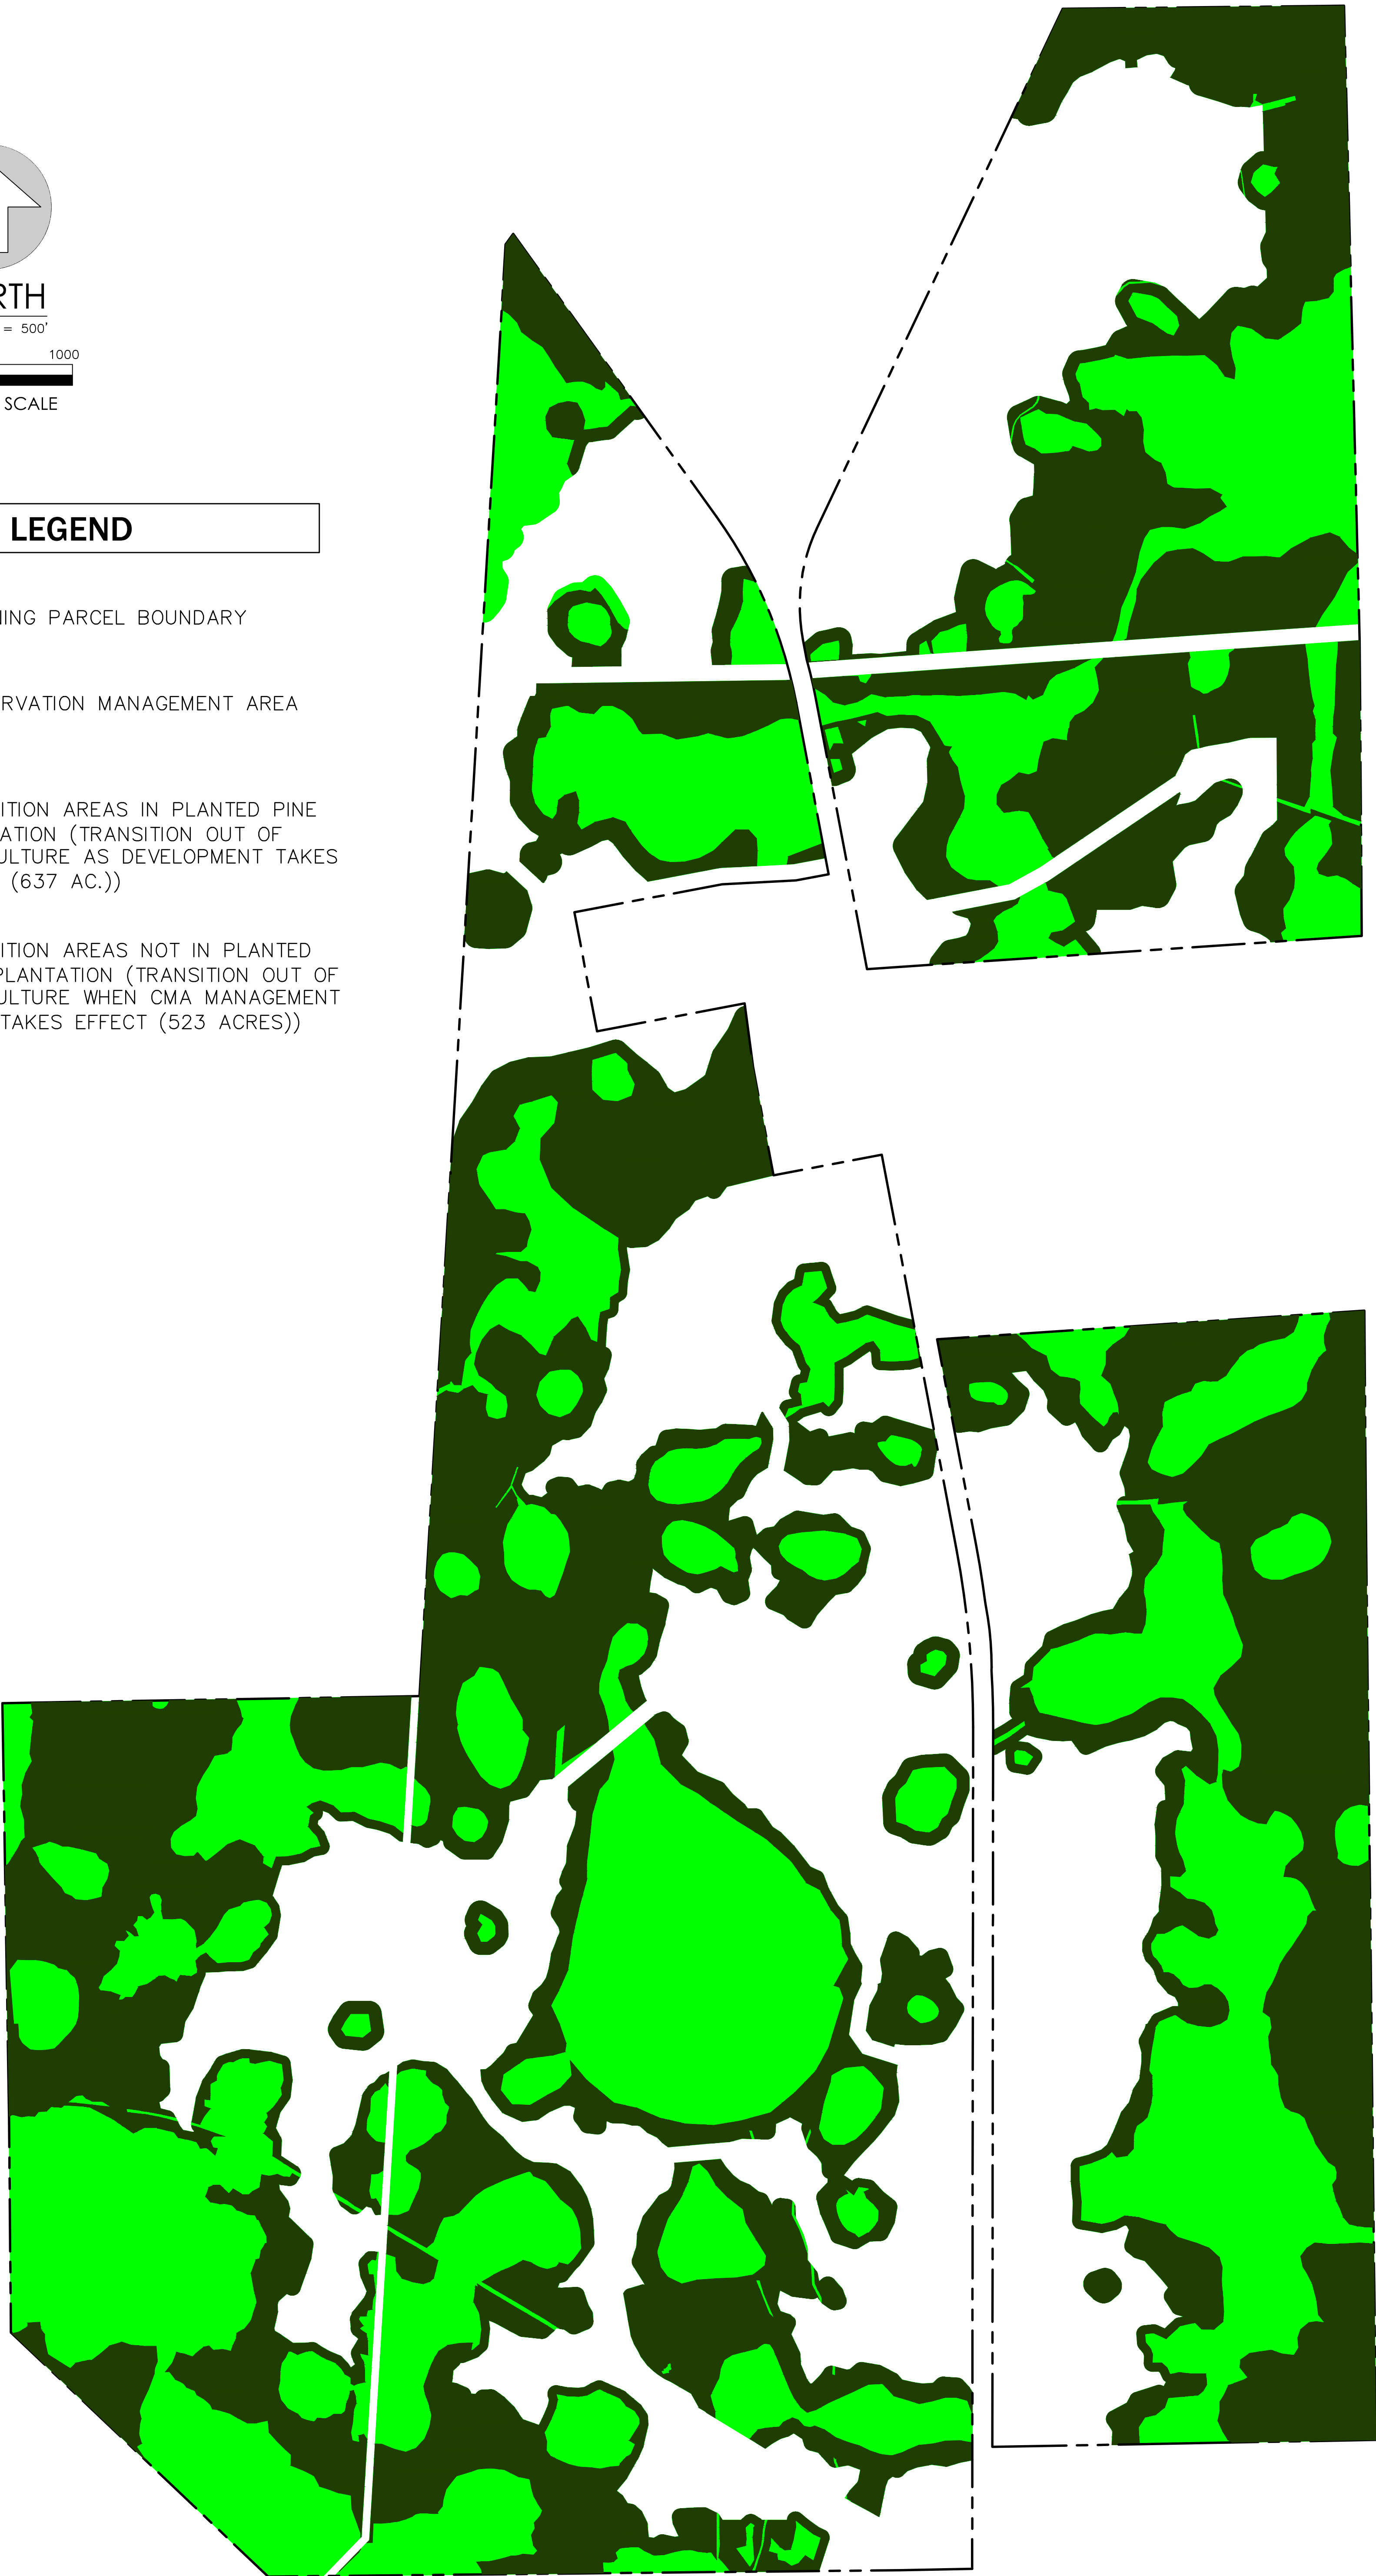 RTH
= 500'
1000
SCALE
LEGEND
ING PARCEL BOUNDARY
RVATION MANAGEMENT AREA
ITION AREAS IN PLANTED PINE
ATION (TRANSITION OUT OF
ULTURE AS DEVELOPMENT TAKES
(637 AC.))
ITION AREAS NOT IN PLANTED
PLANTATION (TRANSITION OUT OF
ULTURE WHEN CMA MANAGEMENT
TAKES EFFECT (523 ACRES))